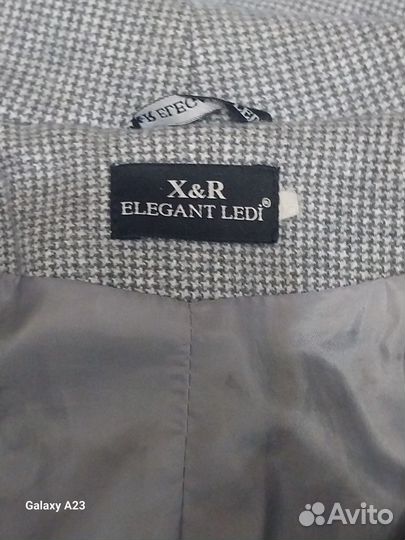 X&R
ELEGANT LEDİ®
Galaxy A23
Avito